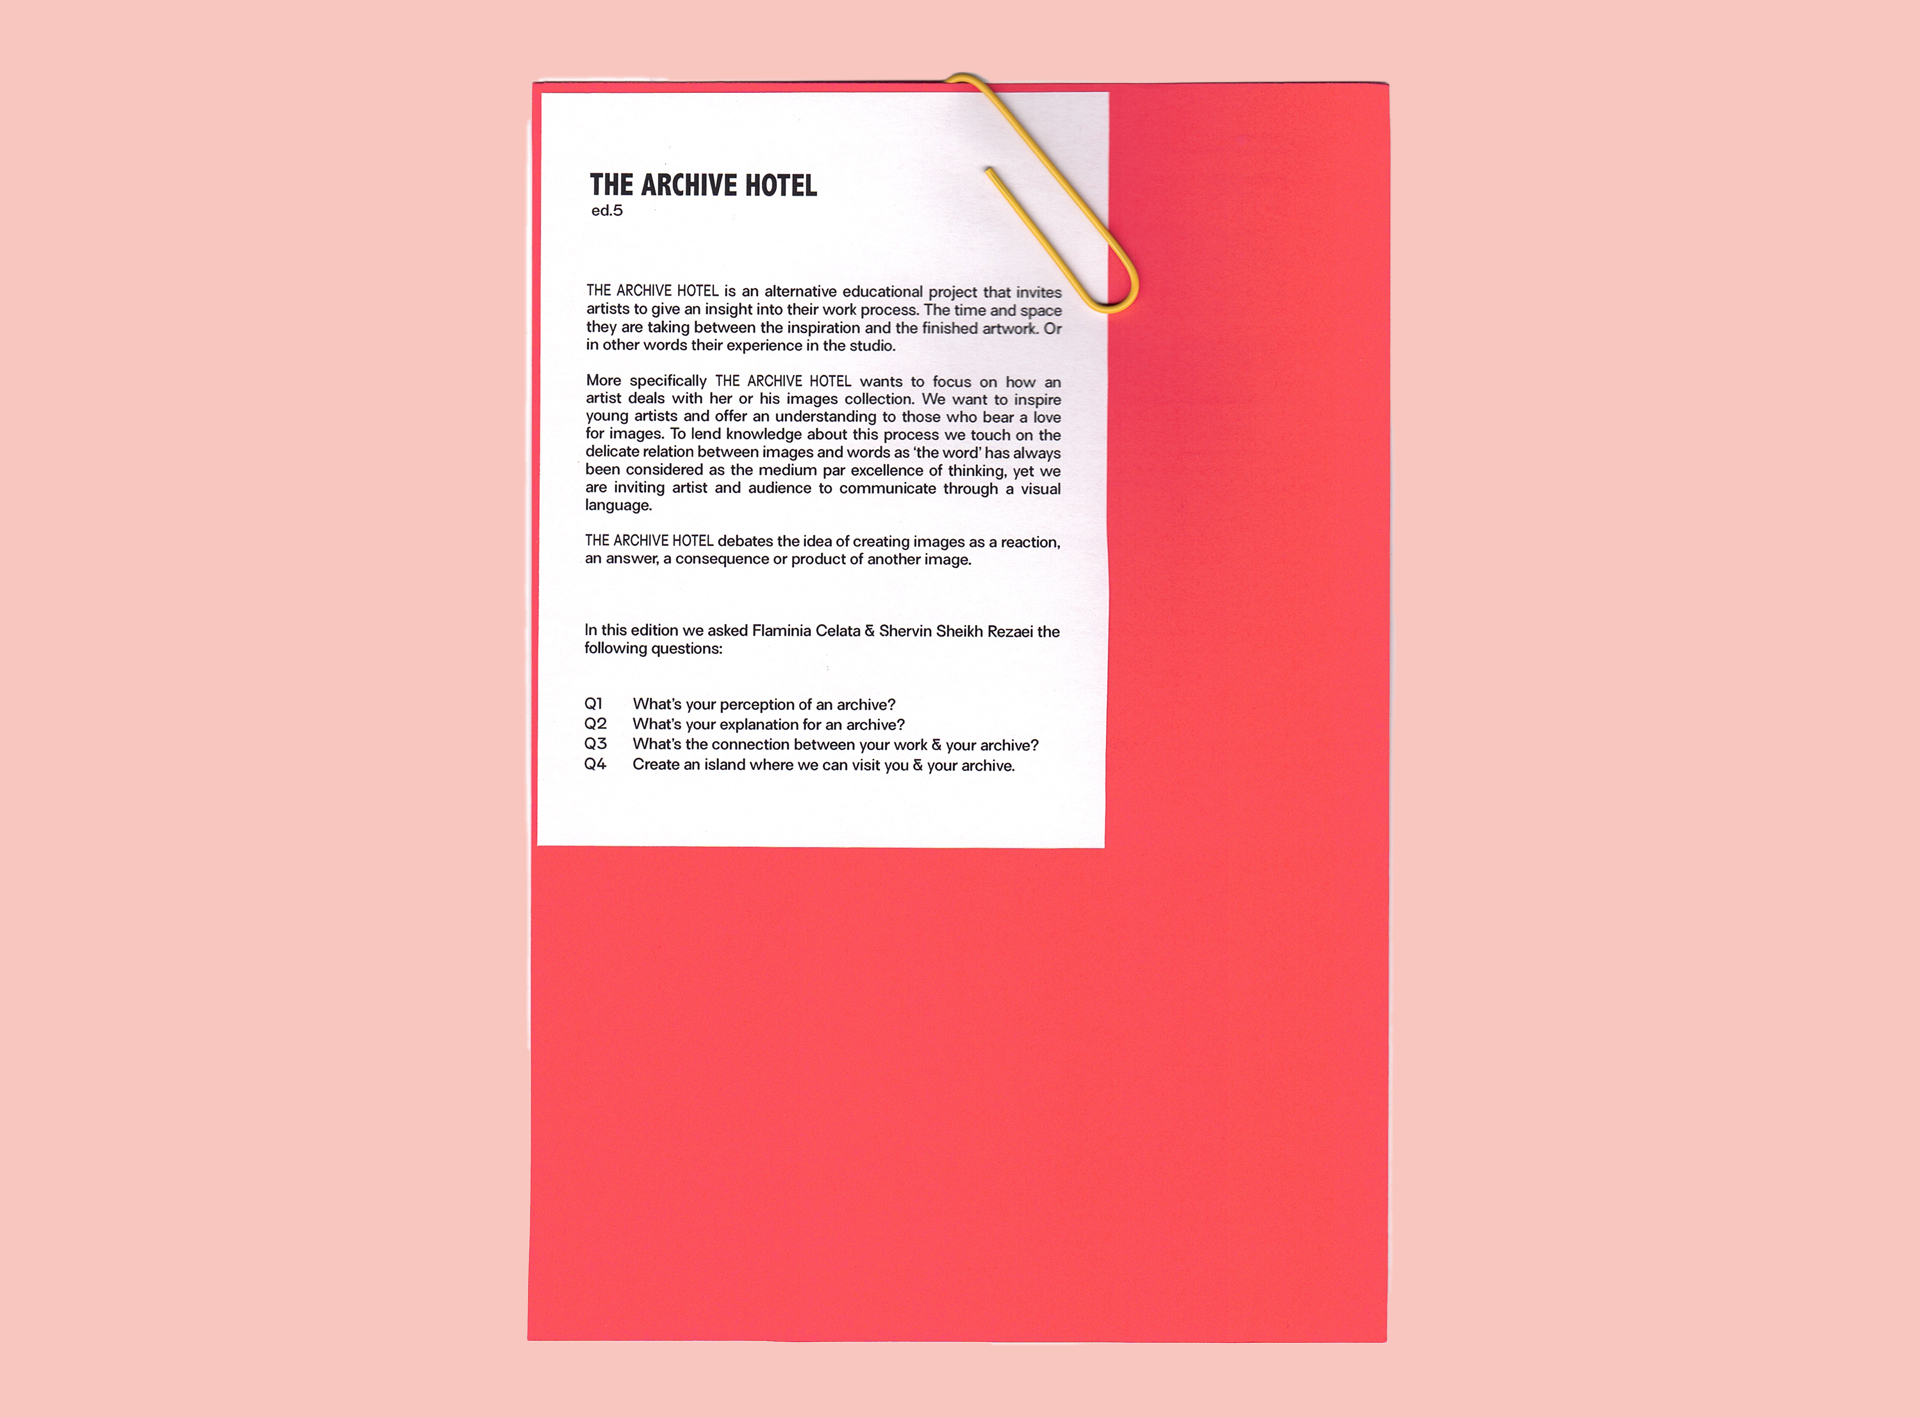 THE ARCHIVE HOTEL
ed.5
THE ARCHIVE HOTEL is an alternative educational project that invites
artists to give an insight into their work process. The time and space
they are taking between the inspiration and the finished artwork. Or
in other words their experience in the studio.
More specifically THE ARCHIVE HOTEL wants to focus on how an
artist deals with her or his images collection. We want to inspire
young artists and offer an understanding to those who bear a love
for images. To lend knowledge about this process we touch on the
delicate relation between images and words as ‘the word’ has always
been considered as the medium par excellence of thinking, yet we
are inviting artist and audience to communicate through a visual
language.
THE ARCHIVE HOTEL debates the idea of creating images as a reaction,
an answer, a consequence or product of another image.
In this edition we asked Flaminia Celata & Shervin Sheikh Rezaei the
following questions:
Q1 What’s your perception of an archive?
Q2 What’s your explanation for an archive?
Q3 What’s the connection between your work & your archive?
Q4 Create an island where we can visit you & your archive.